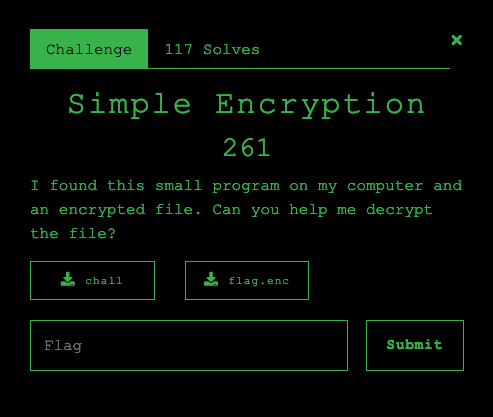 Challenge 117 Solves
Simple Encryption
261
I found this small program on my computer and
an encrypted file. Can you help me decrypt
the file?
chall flag.enc
Flag Submit